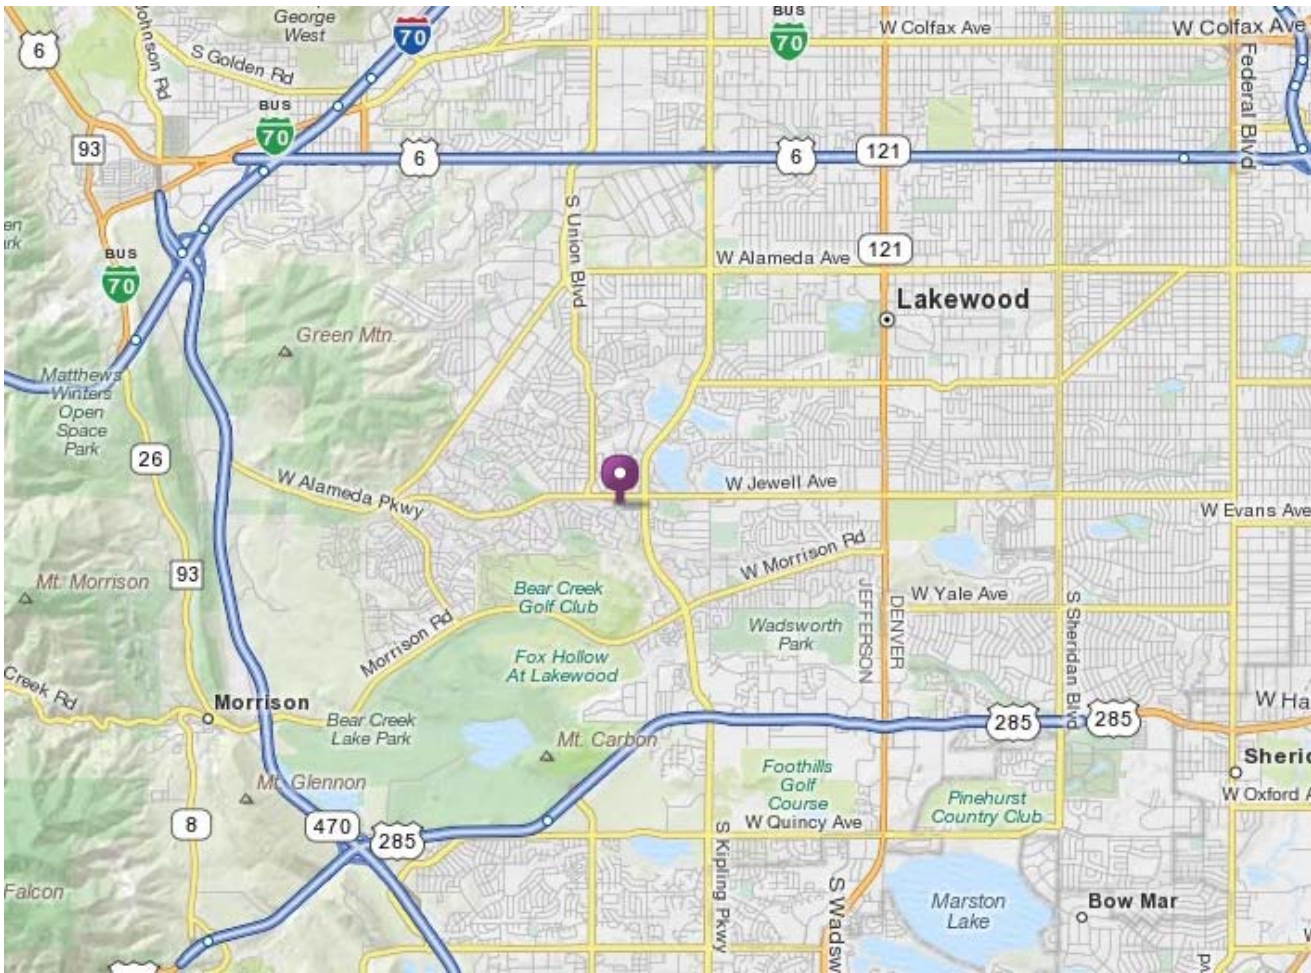 George
West
Johnson Rd
6
S Golden Rd
70
BUS
70
W Colfax Ave
W Colfax Ave
Federal Blvd
BUS
70
93
6
6
121
S Union Blvd
W Alameda Ave
121
BUS
70
Lakewood
Green Mtn.
Matthews
Winters
Open
Space
Park
26
W Alameda Pkwy
W Jewell Ave
W Evans Ave
W Morrison Rd
93
Mt. Morrison
Bear Creek
Golf Club
JEFFERSON
DENVER
W Yale Ave
S Sheridan Blvd
Wadsworth
Park
Morrison Rd
Fox Hollow
At Lakewood
Creek Rd
Morrison
Bear Creek
Lake Park
285
285
W Ha
Mt. Carbon
Sherid
Mt. Glennon
Foothills
Golf
Course
Pinehurst
Country Club
W Oxford A
8
470
285
W Quincy Ave
S Kipling Pkwy
S Wadsw
Falcon
Marston
Lake
Bow Mar